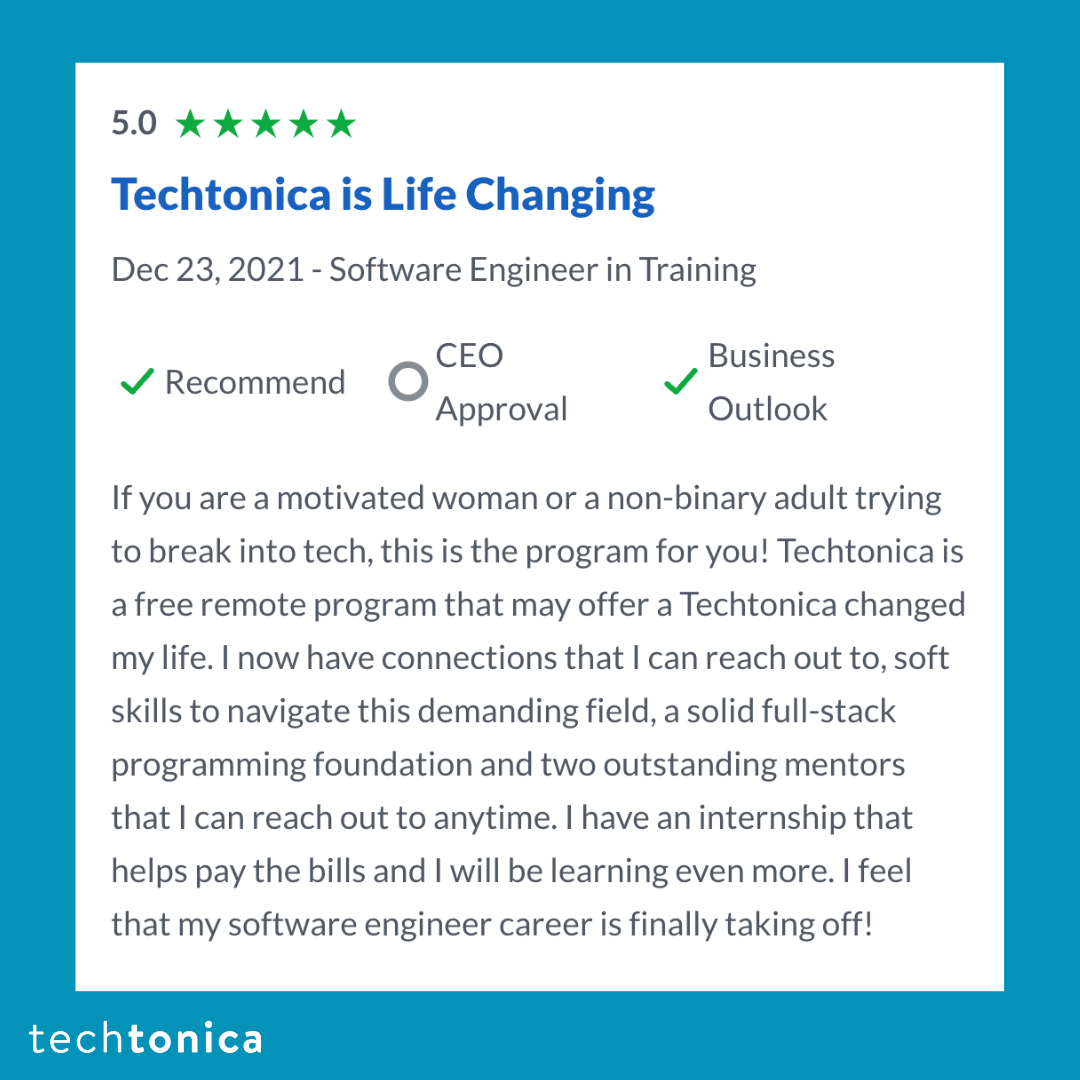 5.0
Techtonica is Life Changing
Dec 23, 2021 - Software Engineer in Training
Recommend
CEO
Approval
Business
Outlook
If you are a motivated woman or a non-binary adult trying
to break into tech, this is the program for you! Techtonica is
a free remote program that may offer a Techtonica changed
my life. I now have connections that I can reach out to, soft
skills to navigate this demanding field, a solid full-stack
programming foundation and two outstanding mentors
that I can reach out to anytime. I have an internship that
helps pay the bills and I will be learning even more. I feel
that my software engineer career is finally taking off!
techtonica